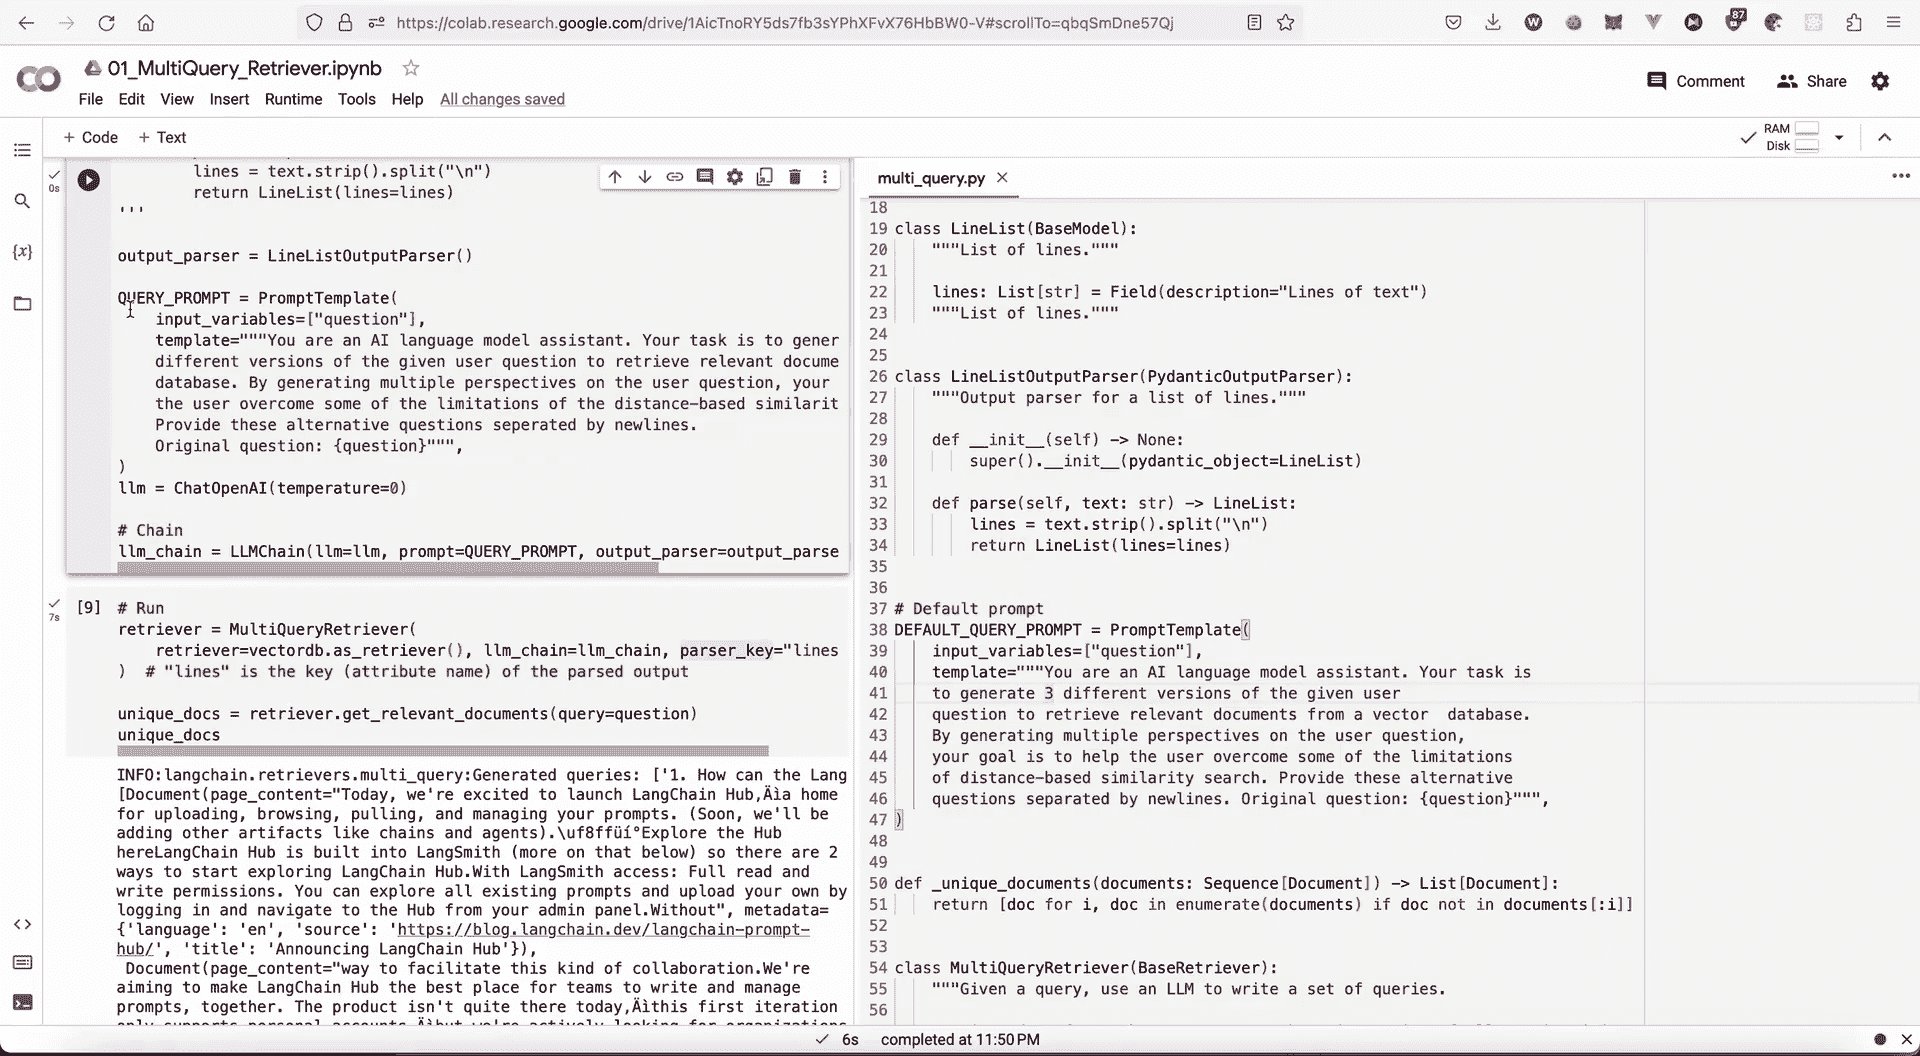 https://colab.research.google.com/drive/1AicTnoRY5ds7fb3sYPhXFvX76HbBW0-V#scrollTo=qbqSmDne57Qj
W
87
01_MultiQuery_Retriever.ipynb
File Edit View Insert Runtime Tools Help All changes saved
Comment
Share
+ Code + Text
RAM
Disk
0s
lines = text.strip().split("\n")
return LineList(lines=lines)
'''
output_parser = LineListOutputParser()
QUERY_PROMPT = PromptTemplate(
input_variables=["question"],
template="""You are an AI language model assistant. Your task is to gener
different versions of the given user question to retrieve relevant docume
database. By generating multiple perspectives on the user question, your
the user overcome some of the limitations of the distance-based similarit
Provide these alternative questions seperated by newlines.
Original question: {question}""",
)
llm = ChatOpenAI(temperature=0)
# Chain
llm_chain = LLMChain(llm=llm, prompt=QUERY_PROMPT, output_parser=output_parse
7s
[9] # Run
retriever = MultiQueryRetriever(
retriever=vectordb.as_retriever(), llm_chain=llm_chain, parser_key="lines
) # "lines" is the key (attribute name) of the parsed output
unique_docs = retriever.get_relevant_documents(query=question)
unique_docs
INFO:langchain.retrievers.multi_query:Generated queries: ['1. How can the Lang
[Document(page_content="Today, we're excited to launch LangChain Hub‚Äìa home
for uploading, browsing, pulling, and managing your prompts. (Soon, we'll be
adding other artifacts like chains and agents).\uf8ffüí°Explore the Hub
hereLangChain Hub is built into LangSmith (more on that below) so there are 2
ways to start exploring LangChain Hub.With LangSmith access: Full read and
write permissions. You can explore all existing prompts and upload your own by
logging in and navigate to the Hub from your admin panel.Without", metadata=
{'language': 'en', 'source': 'https://blog.langchain.dev/langchain-prompt-
hub/', 'title': 'Announcing LangChain Hub'}),
Document(page_content="way to facilitate this kind of collaboration.We're
aiming to make LangChain Hub the best place for teams to write and manage
prompts, together. The product isn't quite there today‚Äìthis first iteration
only supports personal accounts‚Äìbut we're actively looking for organizations
multi_query.py
18
19 class LineList(BaseModel):
20 """List of lines."""
21
22 lines: List[str] = Field(description="Lines of text")
23 """List of lines."""
24
25
26 class LineListOutputParser(PydanticOutputParser):
27 """Output parser for a list of lines."""
28
29 def __init__(self) -> None:
30 super().__init__(pydantic_object=LineList)
31
32 def parse(self, text: str) -> LineList:
33 lines = text.strip().split("\n")
34 return LineList(lines=lines)
35
36
37 # Default prompt
38 DEFAULT_QUERY_PROMPT = PromptTemplate(
39 input_variables=["question"],
40 template="""You are an AI language model assistant. Your task is
41 to generate 3 different versions of the given user
42 question to retrieve relevant documents from a vector  database.
43 By generating multiple perspectives on the user question,
44 your goal is to help the user overcome some of the limitations
45 of distance-based similarity search. Provide these alternative
46 questions separated by newlines. Original question: {question}""",
47 )
48
49
50 def _unique_documents(documents: Sequence[Document]) -> List[Document]:
51 return [doc for i, doc in enumerate(documents) if doc not in documents[:i]]
52
53
54 class MultiQueryRetriever(BaseRetriever):
55 """Given a query, use an LLM to write a set of queries.
56
6s completed at 11:50 PM